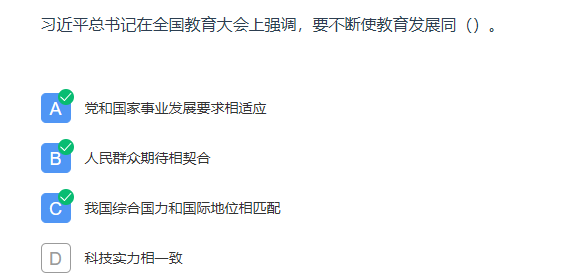 习近平总书记在全国教育大会上强调，要不断使教育发展同（）。
A 党和国家事业发展要求相适应
B 人民群众期待相契合
C 我国综合国力和国际地位相匹配
D 科技实力相一致